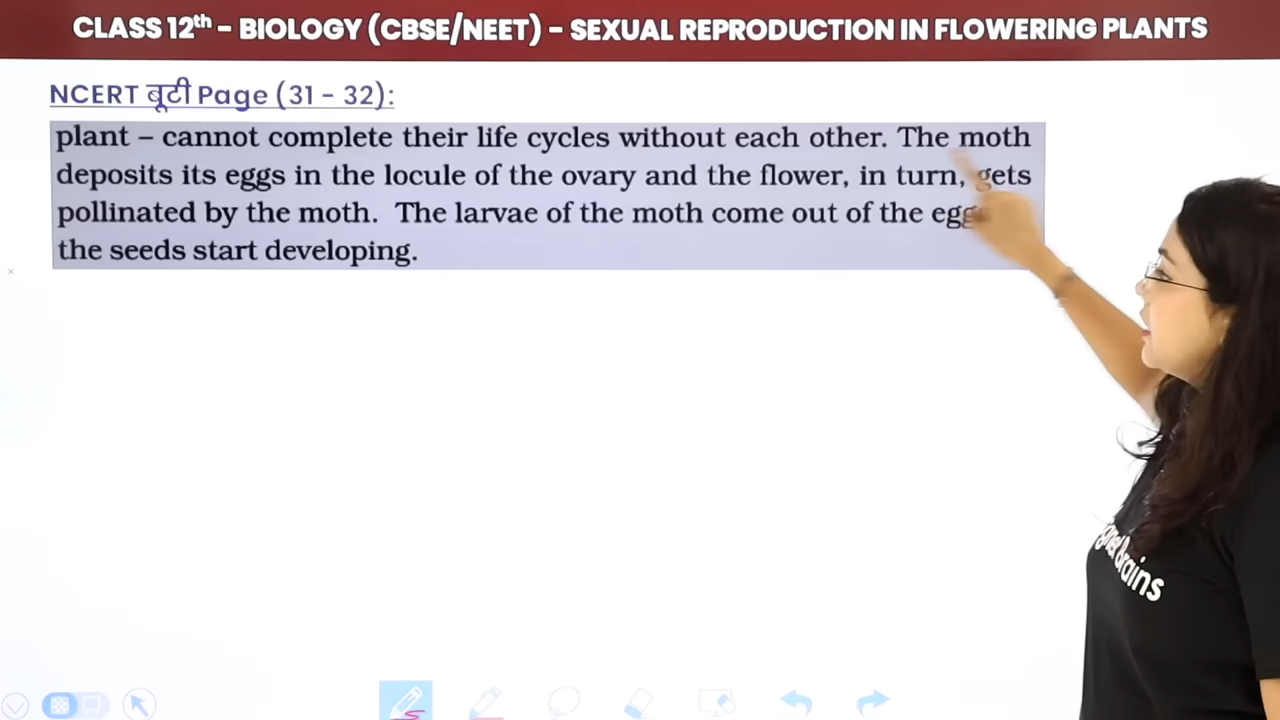 CLASS 12th – BIOLOGY (CBSE/NEET) – SEXUAL REPRODUCTION IN FLOWERING PLANTS
NCERT बूटी Page (31 - 32):
plant – cannot complete their life cycles without each other. The moth
deposits its eggs in the locule of the ovary and the flower, in turn, gets
pollinated by the moth. The larvae of the moth come out of the
the seeds start developing.